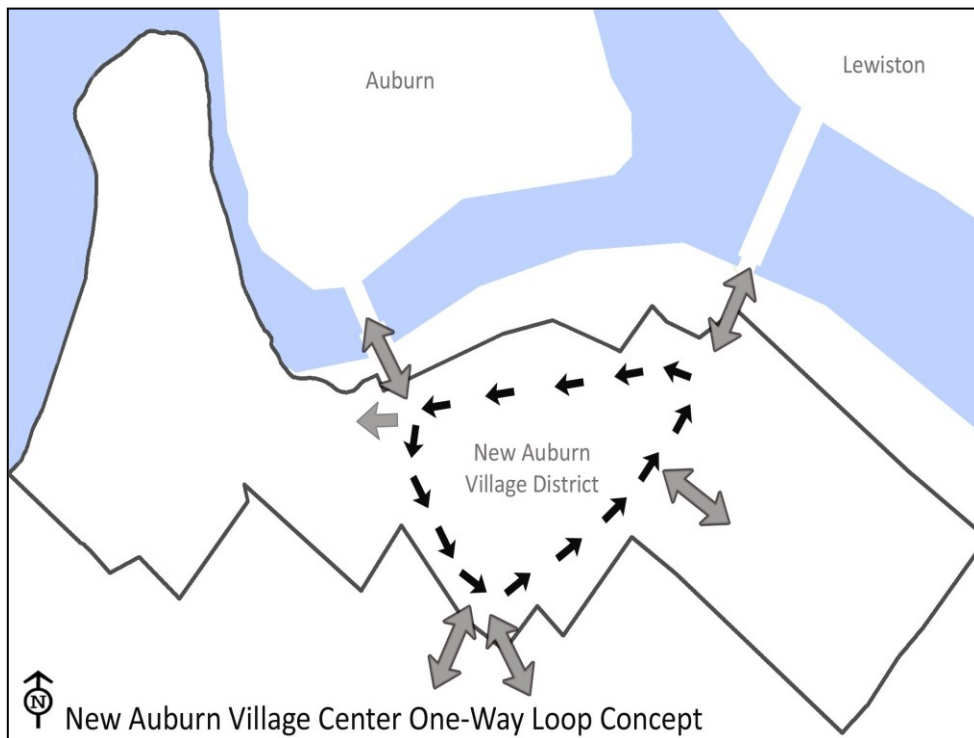 Auburn
Lewiston
New Auburn
Village District
N
New Auburn Village Center One-Way Loop Concept